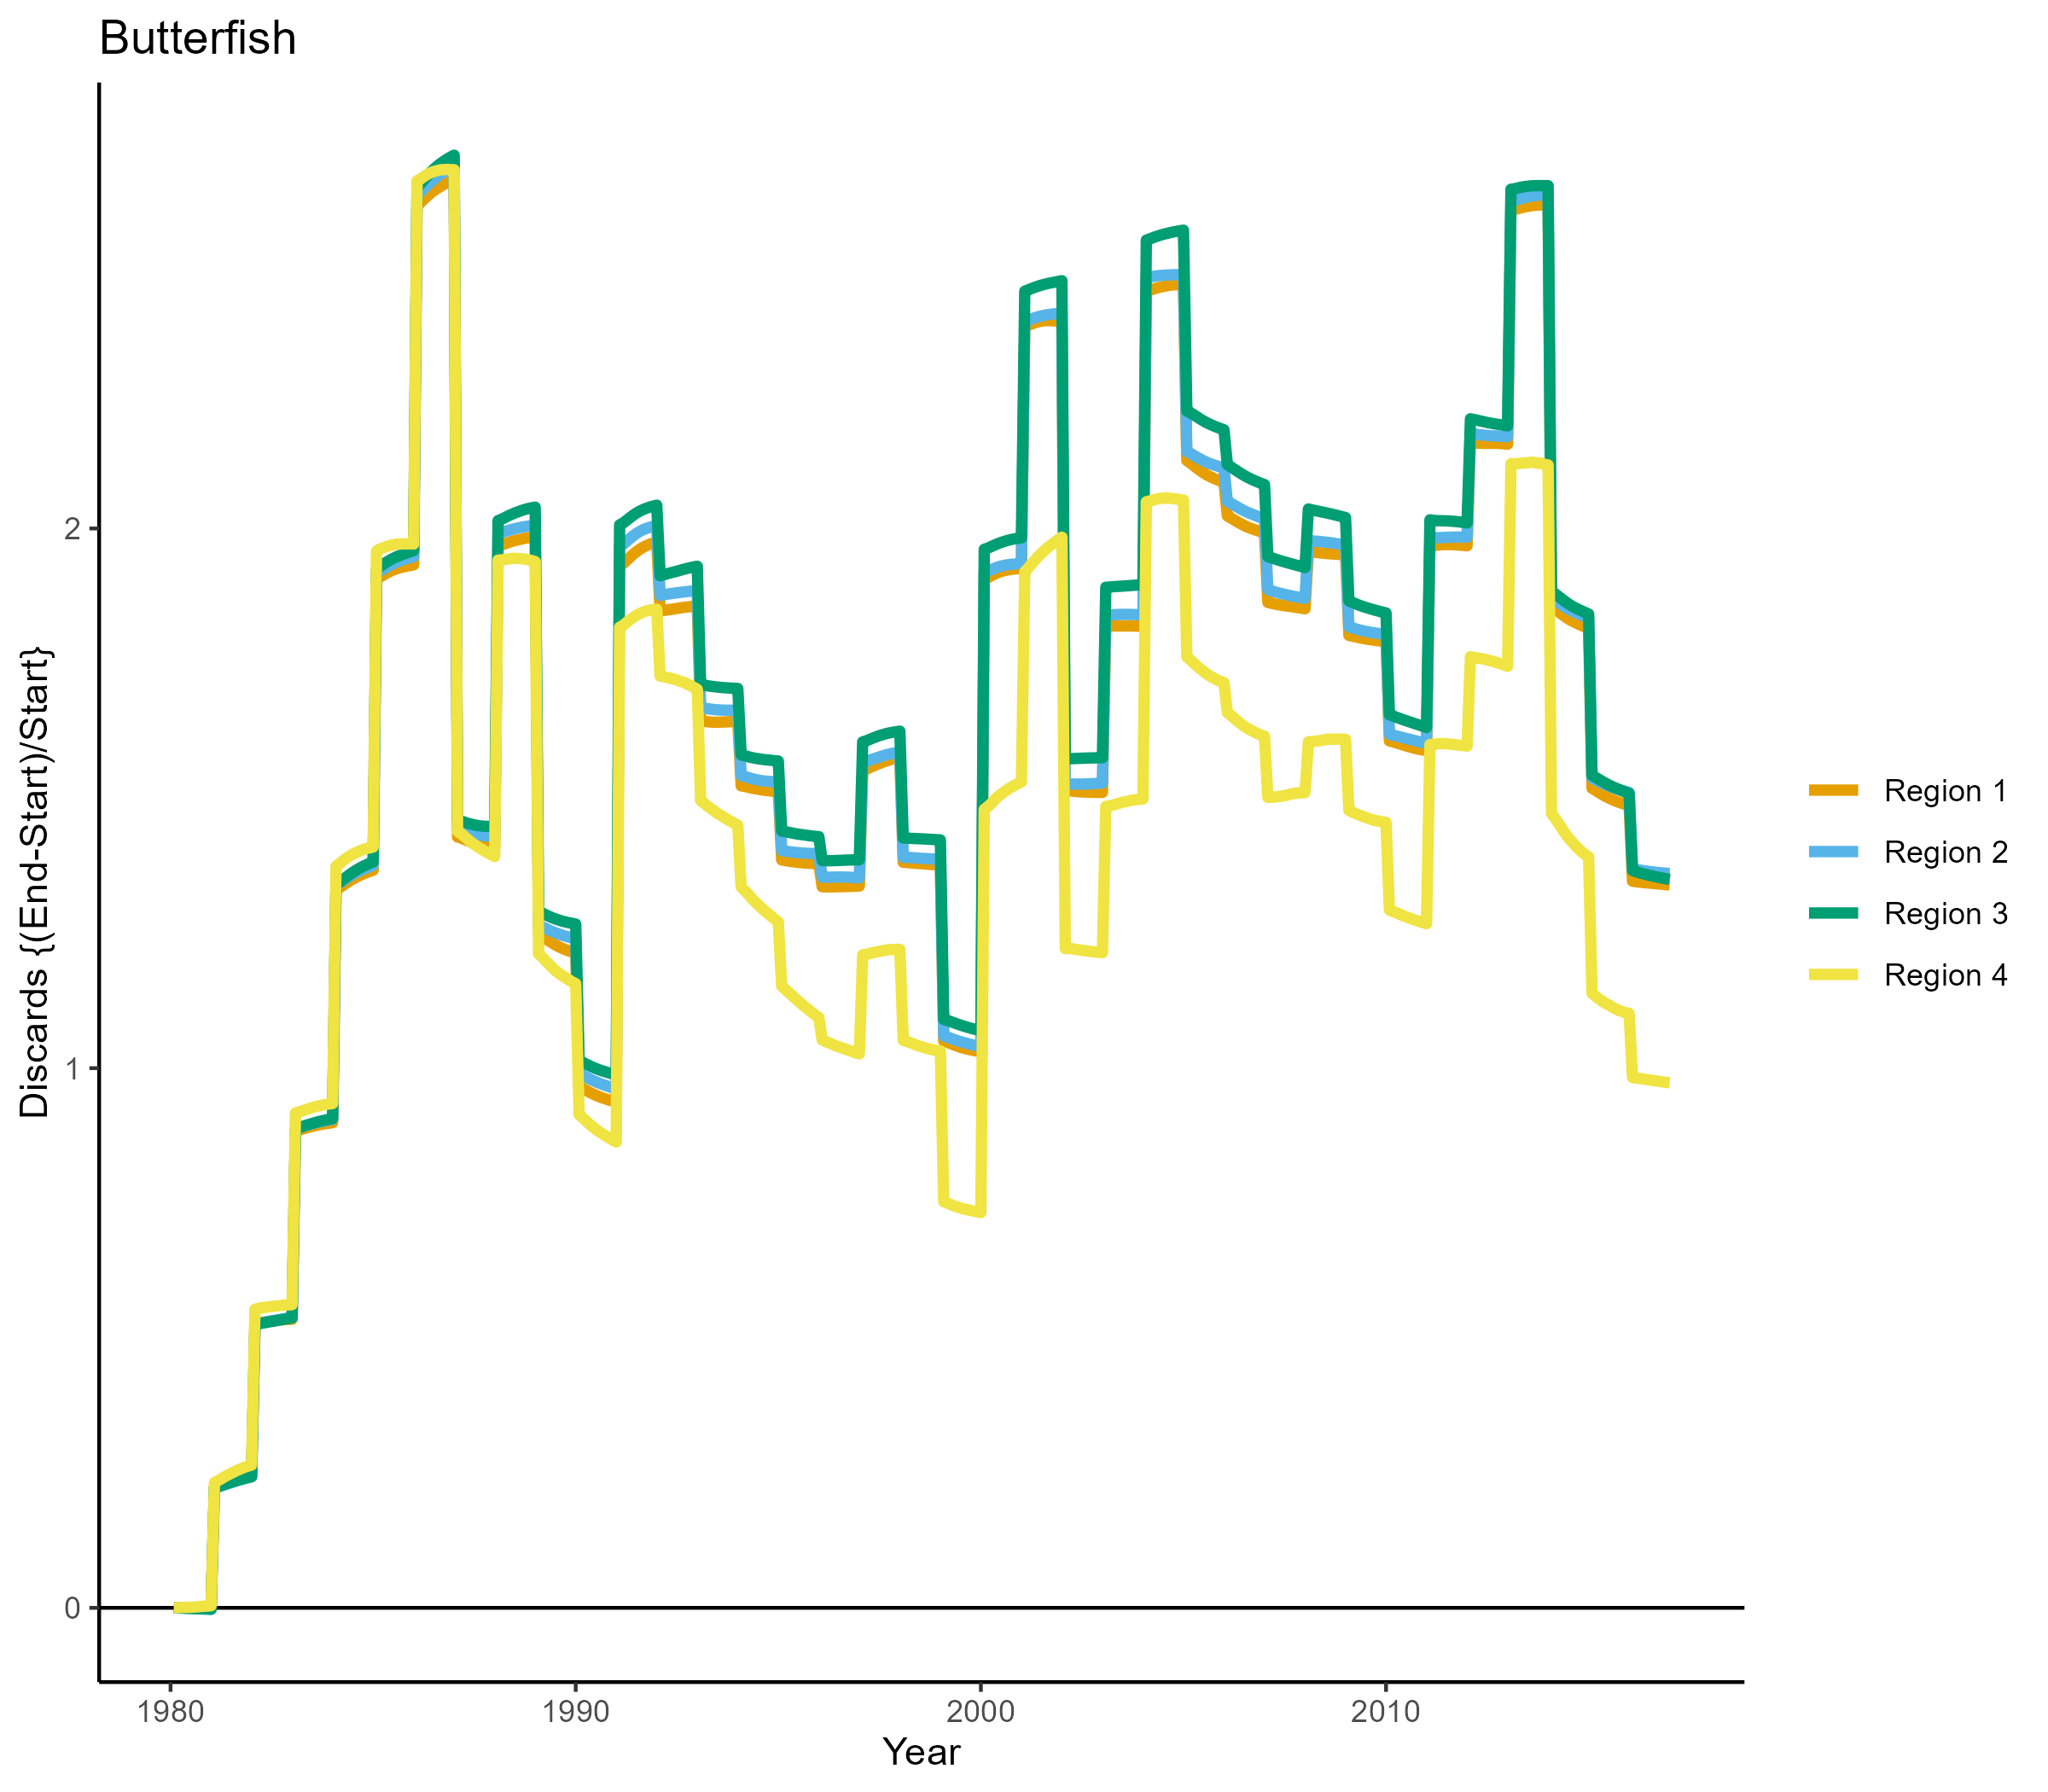 Butterfish
Discards {(End-Start)/Start}
2
1
0
1980
1990
2000
2010
Year
Region 1
Region 2
Region 3
Region 4